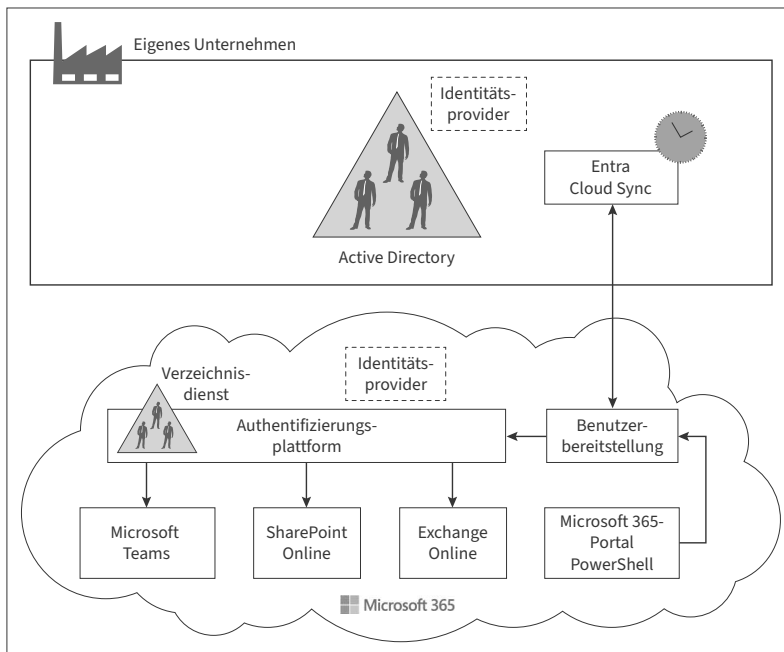 Eigenes Unternehmen
Identitäts-
provider
Entra
Cloud Sync
Active Directory
Verzeichnis-
dienst
Identitäts-
provider
Authentifizierungs-
plattform
Benutzer-
bereitstellung
Microsoft
Teams
SharePoint
Online
Exchange
Online
Microsoft 365-
Portal
PowerShell
Microsoft 365